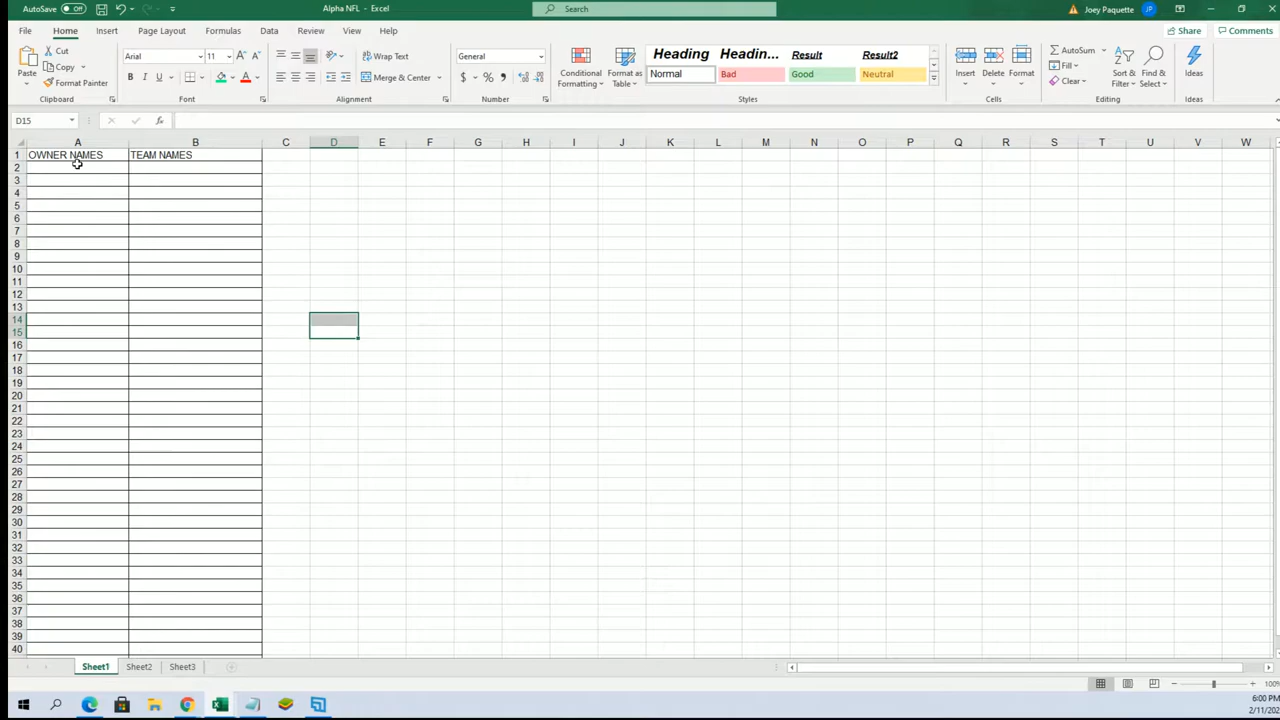 AutoSave Off Alpha NFL - Excel Search Joey Paquette JP
File Home Insert Page Layout Formulas Data Review View Help Share Comments
Paste Cut Copy Format Painter Clipboard
Arial 11 A A B I U A Font
Wrap Text Merge & Center Alignment
General $ % , Number
Conditional Formatting Format as Table
Heading Headin... Result Result2
Normal Bad Good Neutral
Styles
Insert Delete Format Cells
AutoSum Fill Clear Sort & Filter Find & Select Editing
Ideas Ideas
D15 fx
A B C D E F G H I J K L M N O P Q R S T U V W
1 OWNER NAMES TEAM NAMES
2
3
4
5
6
7
8
9
10
11
12
13
14
15
16
17
18
19
20
21
22
23
24
25
26
27
28
29
30
31
32
33
34
35
36
37
38
39
40
Sheet1 Sheet2 Sheet3
100%
6:00 PM